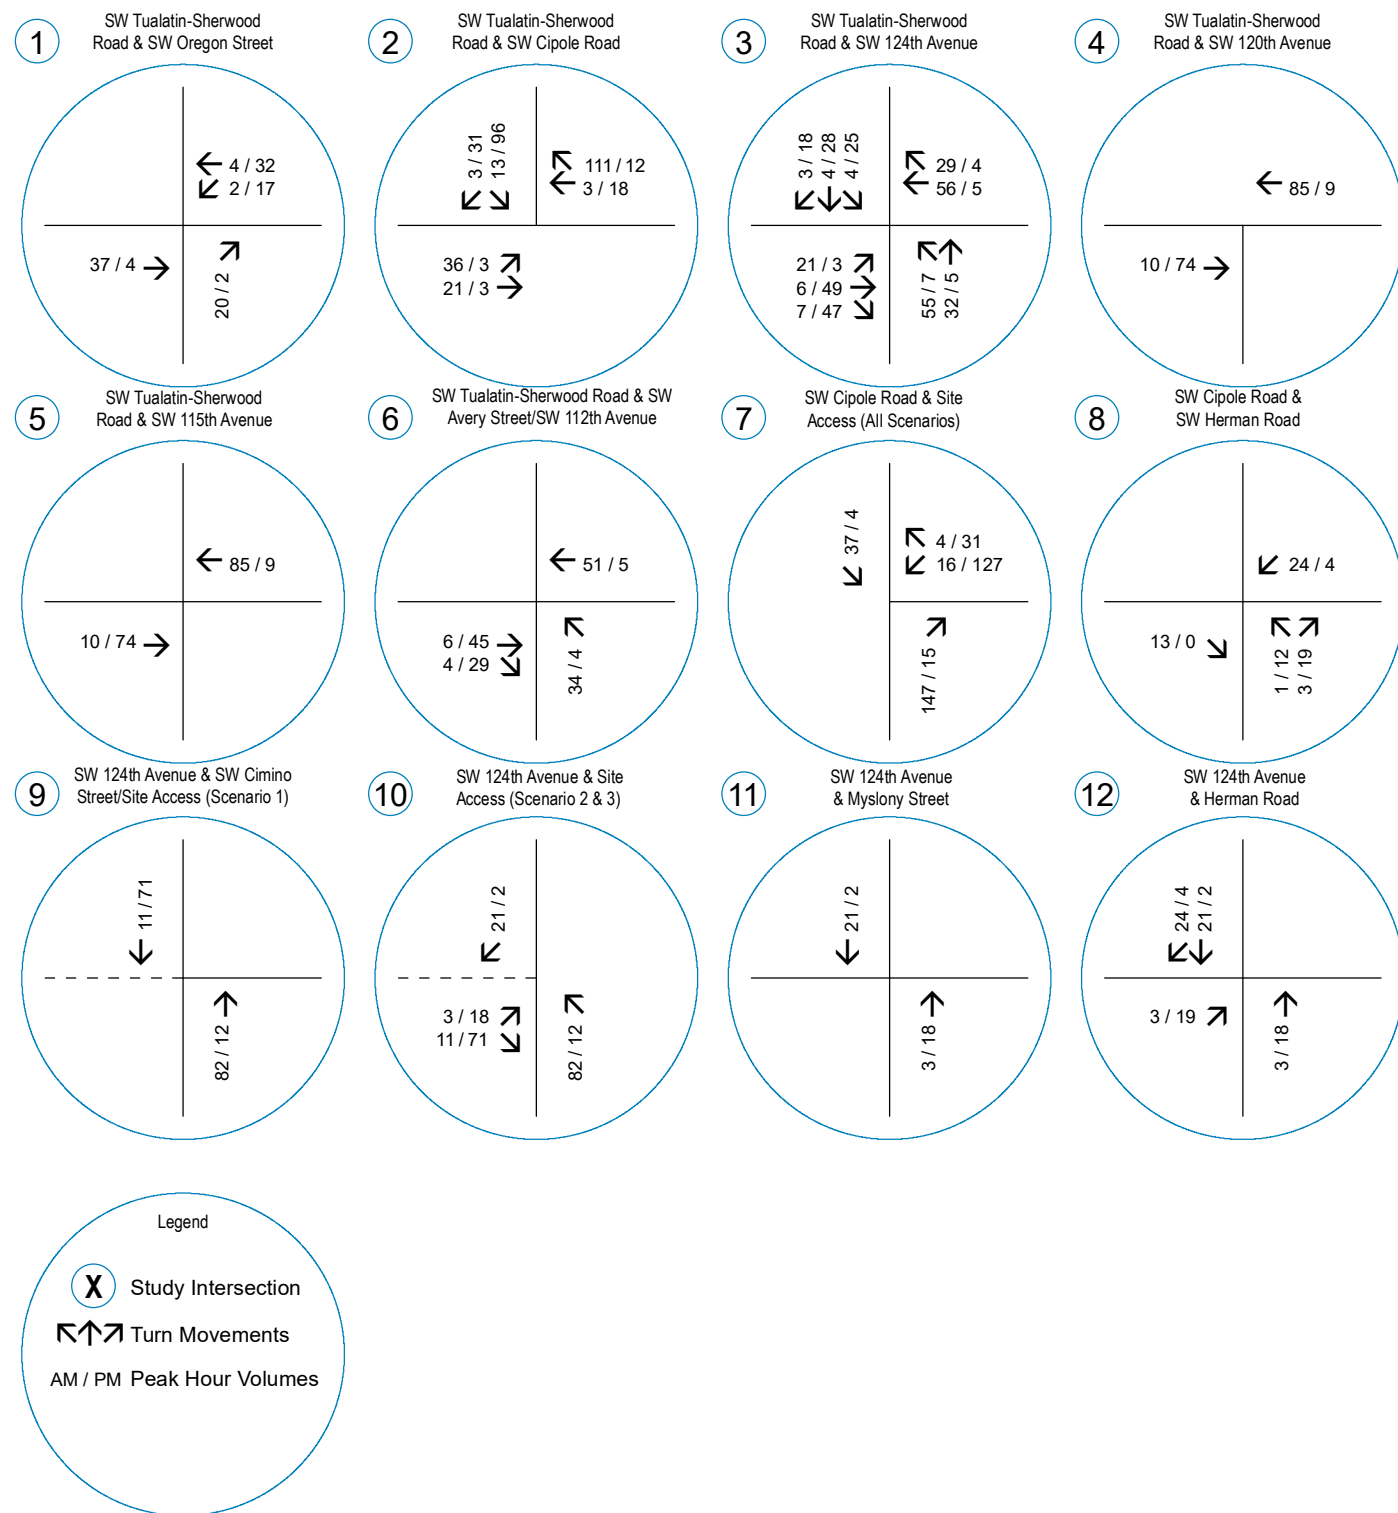 1
SW Tualatin-Sherwood
Road & SW Oregon Street
4 / 32
2 / 17
37 / 4
20 / 2
2
SW Tualatin-Sherwood
Road & SW Cipole Road
3 / 31
13 / 96
111 / 12
3 / 18
36 / 3
21 / 3
3
SW Tualatin-Sherwood
Road & SW 124th Avenue
3 / 18
4 / 28
4 / 25
29 / 4
56 / 5
21 / 3
6 / 49
7 / 47
55 / 7
32 / 5
4
SW Tualatin-Sherwood
Road & SW 120th Avenue
85 / 9
10 / 74
5
SW Tualatin-Sherwood
Road & SW 115th Avenue
85 / 9
10 / 74
6
SW Tualatin-Sherwood Road & SW
Avery Street/SW 112th Avenue
51 / 5
6 / 45
4 / 29
34 / 4
7
SW Cipole Road & Site
Access (All Scenarios)
37 / 4
4 / 31
16 / 127
147 / 15
8
SW Cipole Road &
SW Herman Road
24 / 4
13 / 0
1 / 12
3 / 19
9
SW 124th Avenue & SW Cimino
Street/Site Access (Scenario 1)
11 / 71
82 / 12
10
SW 124th Avenue & Site
Access (Scenario 2 & 3)
21 / 2
3 / 18
11 / 71
82 / 12
11
SW 124th Avenue
& Myslony Street
21 / 2
3 / 18
12
SW 124th Avenue
& Herman Road
24 / 4
21 / 2
3 / 19
3 / 18
Legend
X Study Intersection
Turn Movements
AM / PM Peak Hour Volumes